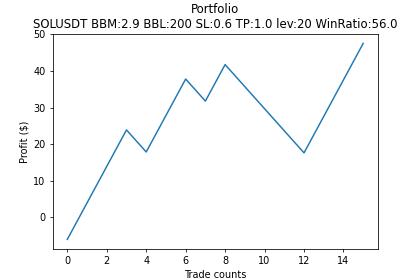 Portfolio
SOLUSDT BBM:2.9 BBL:200 SL:0.6 TP:1.0 lev:20 WinRatio:56.0
50
40
30
20
10
0
Profit ($)
0 2 4 6 8 10 12 14
Trade counts